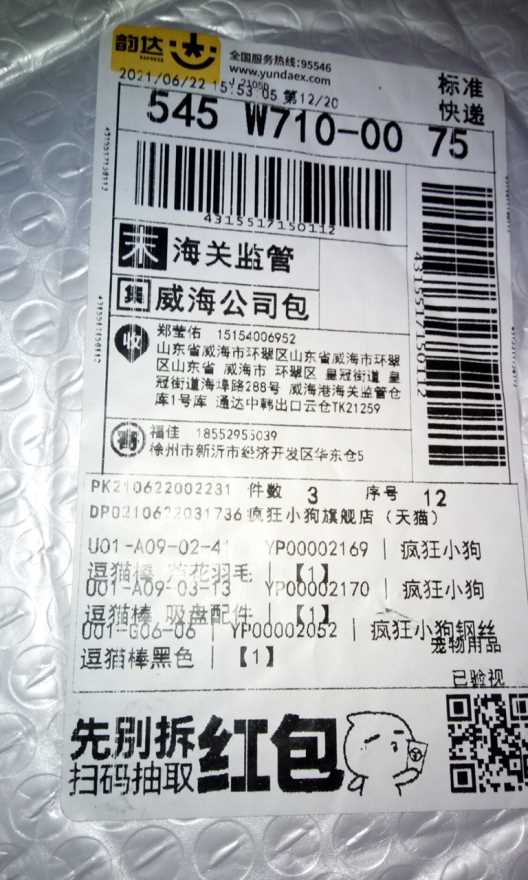 韵达
EXPRESS
全国服务热线:95546
www.yundaex.com
标准
快递
2021/06/22 15:53:05 第12/20
545 W710-00 75
4315517150112
4315517150112
4315517150112
末 海关监管
集 威海公司包
收 郑莹佑 15154006952
山东省威海市环翠区山东省威海市环翠
区山东省 威海市 环翠区 皇冠街道 皇
冠街道海埠路288号 威海港海关监管仓
库1号库 通达中韩出口云仓TK21259
寄 福佳 18552955039
徐州市新沂市经济开发区华东仓5
PK210622002231 件数 3 序号 12
DP0210622031736 疯狂小狗旗舰店 (天猫)
U01-A09-02-41 YP00002169 | 疯狂小狗
逗猫棒 花羽毛 | 【1】
U01-A09-03-13 YP00002170 | 疯狂小狗
逗猫棒 吸盘配件 | 【1】
U01-G06-06 | YP00002052 | 疯狂小狗钢丝
逗猫棒黑色 | 【1】
宠物用品
已验视
先别拆
扫码抽取
红包